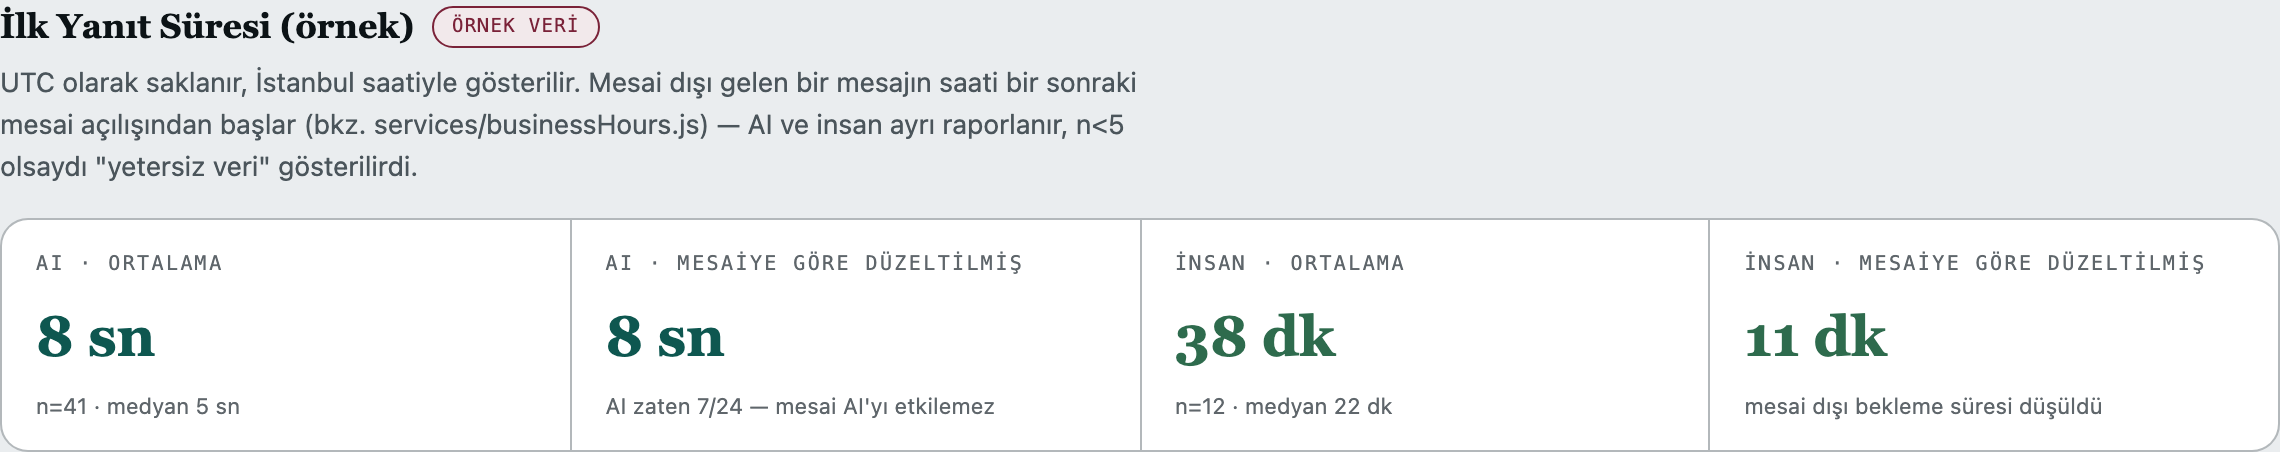 İlk Yanıt Süresi (örnek)
ÖRNEK VERİ
UTC olarak saklanır, İstanbul saatiyle gösterilir. Mesai dışı gelen bir mesajın saati bir sonraki
mesai açılışından başlar (bkz. services/businessHours.js) — AI ve insan ayrı raporlanır, n<5
olsaydı "yetersiz veri" gösterilirdi.
AI · ORTALAMA
8 sn
n=41 · medyan 5 sn
AI · MESAİYE GÖRE DÜZELTİLMİŞ
8 sn
AI zaten 7/24 — mesai AI'yı etkilemez
İNSAN · ORTALAMA
38 dk
n=12 · medyan 22 dk
İNSAN · MESAİYE GÖRE DÜZELTİLMİŞ
11 dk
mesai dışı bekleme süresi düşüldü